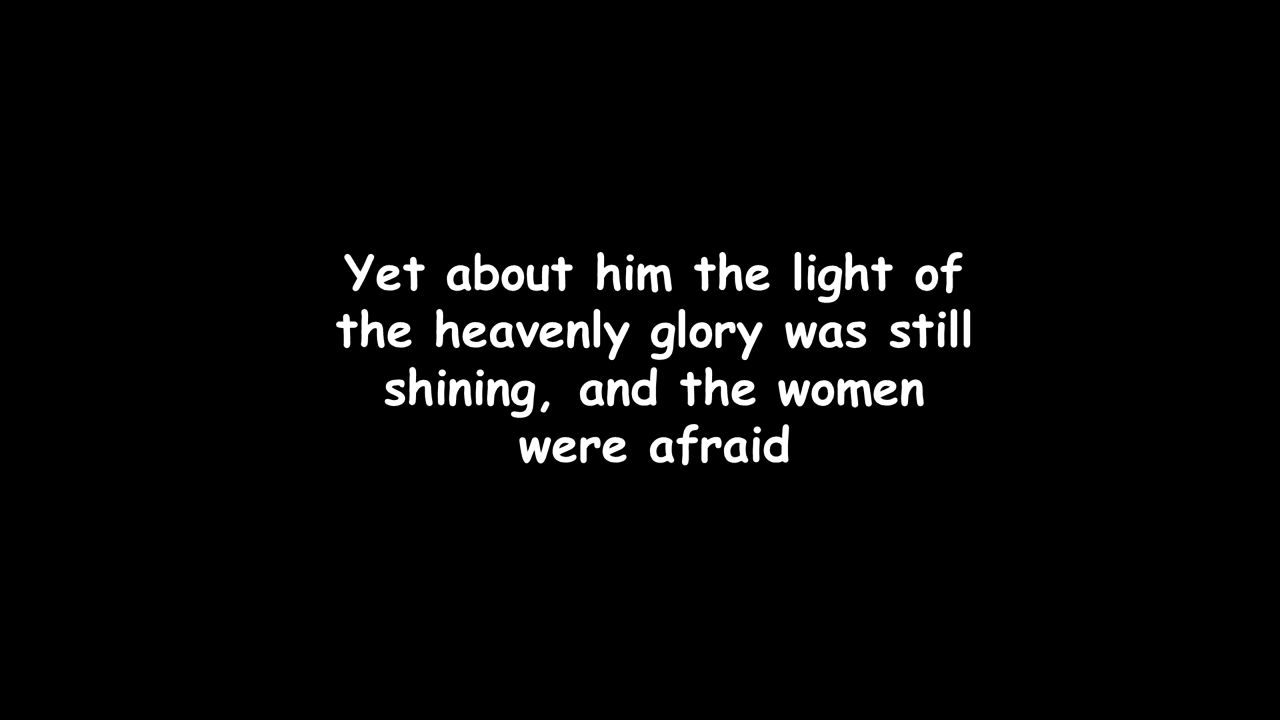 Yet about him the light of
the heavenly glory was still
shining, and the women
were afraid